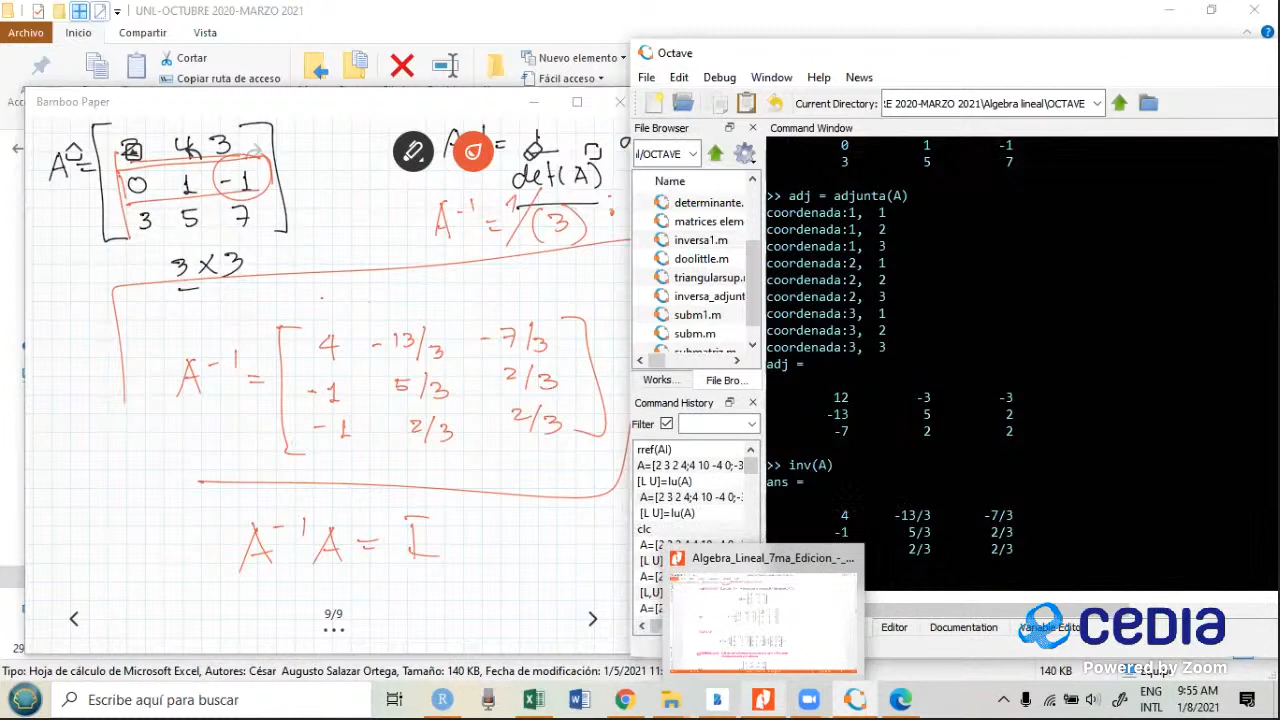 UNL-OCTUBRE 2020-MARZO 2021
Archivo Inicio Compartir Vista
Cortar
Copiar ruta de acceso
Nuevo elemento
Fácil acceso
Bamboo Paper
4 3
A = 0 1 -1
3 5 7
3 x 3
det(A)
A⁻¹ = 1/(3)
4 -13/3 -7/3
A⁻¹ = -1 5/3 2/3
-1 2/3 2/3
A⁻¹ A = I
9/9
Octave
File Edit Debug Window Help News
Current Directory: :E 2020-MARZO 2021\Algebra lineal\OCTAVE
File Browser
al/OCTAVE
Name
determinante.
matrices elem
inversa1.m
doolittle.m
triangularsup.m
inversa_adjunt
subm1.m
subm.m
submatriz.m
Works... File Bro...
Command History
Filter
rref(AI)
A=[2 3 2 4;4 10 -4 0;-3
[L U]=lu(A)
A=[2 3 2 4;4 10 -4 0;-3
[L U]=lu(A)
clc
Command Window
0 1 -1
3 5 7
>> adj = adjunta(A)
coordenada:1, 1
coordenada:1, 2
coordenada:1, 3
coordenada:2, 1
coordenada:2, 2
coordenada:2, 3
coordenada:3, 1
coordenada:3, 2
coordenada:3, 3
adj =
12 -3 -3
-13 5 2
-7 2 2
>> inv(A)
ans =
4 -13/3 -7/3
-1 5/3 2/3
2/3 2/3
Algebra_Lineal_7ma_Edicion_-_...
Editor Documentation Variable Editor
CEDIA
Powered by Zoom
Tipo: Hoja de cálculo de Microsoft Excel, Autores: César Augusto Salazar Ortega, Tamaño: 140 KB, Fecha de modificación: 1/5/2021 11:
140 KB Equipo
Escribe aquí para buscar
ENG
INTL
9:55 AM
1/8/2021